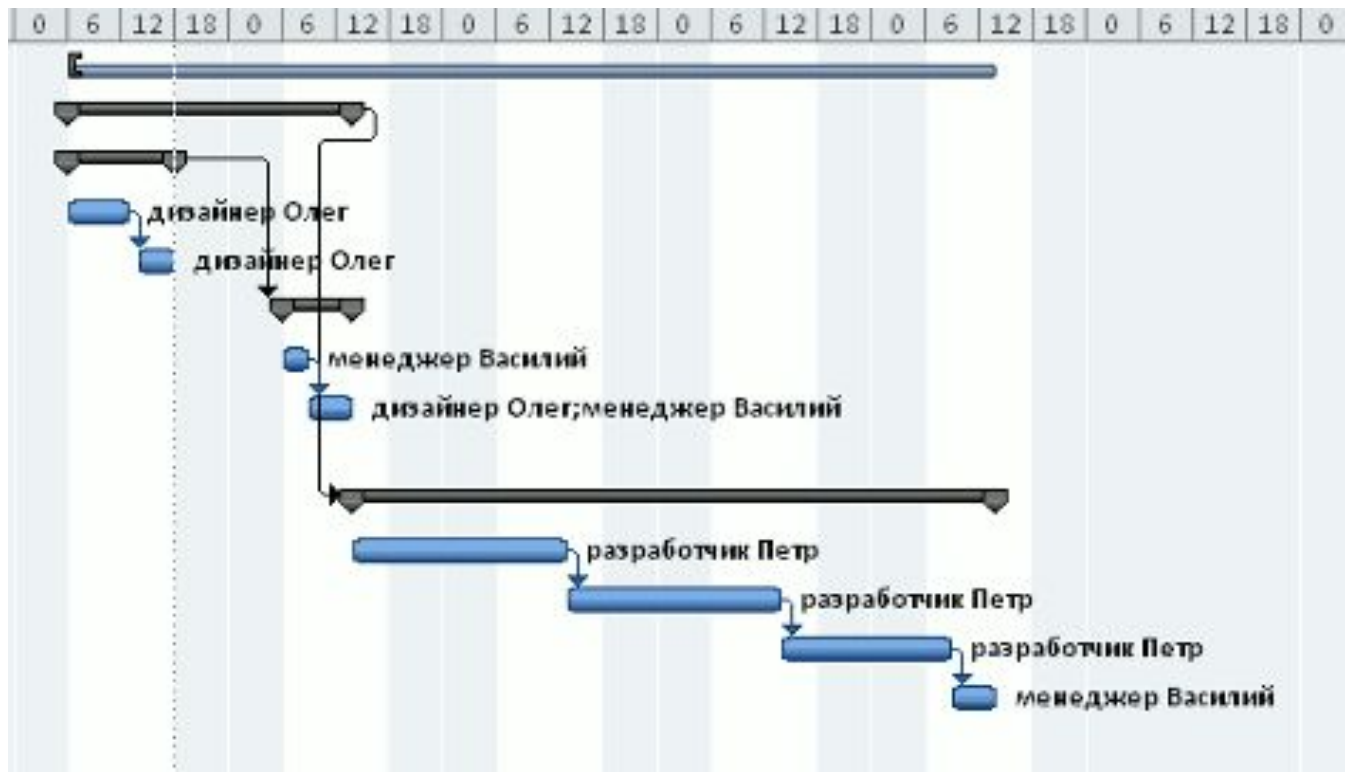 0 6 12 18 0 6 12 18 0 6 12 18 0 6 12 18 0 6 12 18 0 6 12 18 0
дизайнер Олег
дизайнер Олег
менеджер Василий
дизайнер Олег;менеджер Василий
разработчик Петр
разработчик Петр
разработчик Петр
менеджер Василий